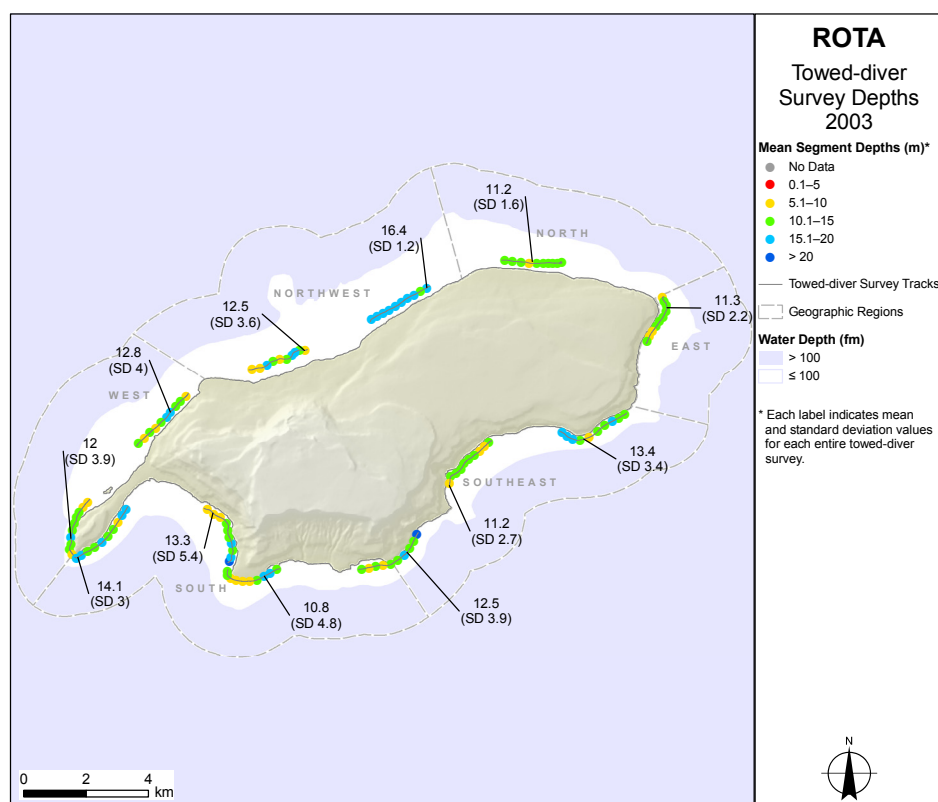 ROTA
Towed-diver
Survey Depths
2003
Mean Segment Depths (m)*
No Data
0.1–5
5.1–10
10.1–15
15.1–20
> 20
Towed-diver Survey Tracks
Geographic Regions
Water Depth (fm)
> 100
≤ 100
* Each label indicates mean
and standard deviation values
for each entire towed-diver
survey.
N
11.2
(SD 1.6)
NORTH
16.4
(SD 1.2)
NORTHWEST
12.5
(SD 3.6)
11.3
(SD 2.2)
EAST
12.8
(SD 4)
WEST
12
(SD 3.9)
13.4
(SD 3.4)
SOUTHEAST
11.2
(SD 2.7)
13.3
(SD 5.4)
14.1
(SD 3)
SOUTH
10.8
(SD 4.8)
12.5
(SD 3.9)
0 2 4
km